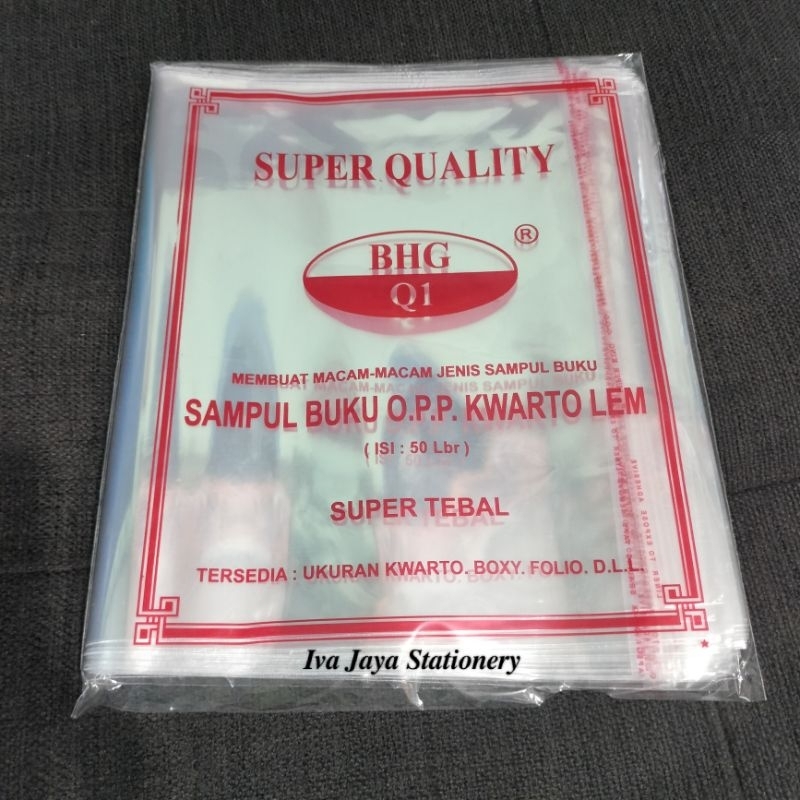 SUPER QUALITY
®
BHG
Q1
MEMBUAT MACAM-MACAM JENIS SAMPUL BUKU
SAMPUL BUKU O.P.P. KWARTO LEM
( ISI : 50 Lbr )
SUPER TEBAL
TERSEDIA : UKURAN KWARTO. BOXY. FOLIO. D.L.L.
Iva Jaya Stationery